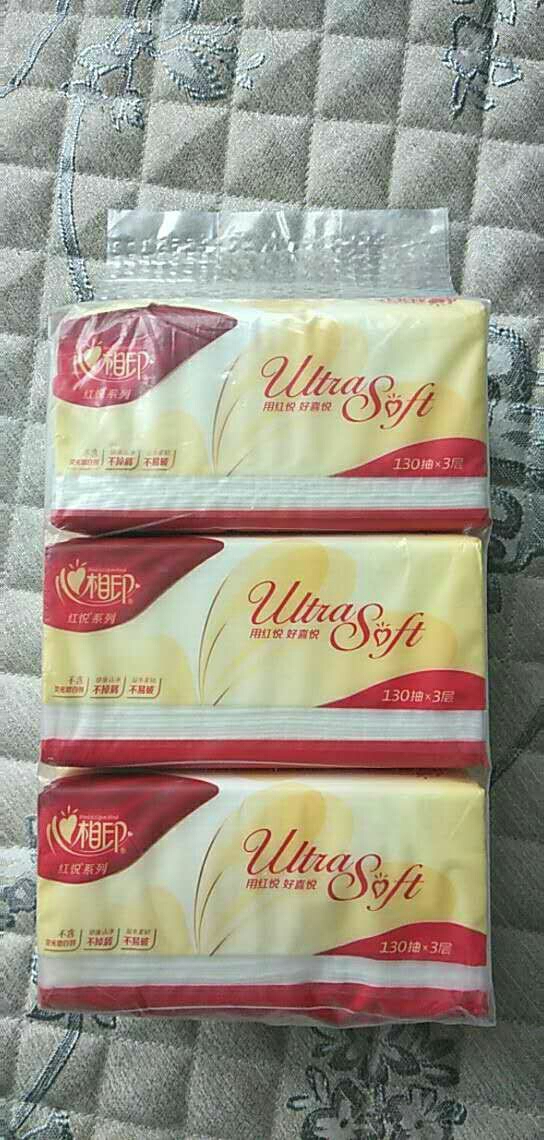 心相印
红悦系列
Ultra Soft
用红悦 好喜悦
不含
荧光增白剂
不掉屑
不易破
130抽×3层
心相印®
红悦®系列
Ultra Soft
用红悦 好喜悦
不含
荧光增白剂
不掉屑
不易破
130抽×3层
心相印®
红悦®系列
Ultra Soft
用红悦 好喜悦
不含
荧光增白剂
不掉屑
不易破
130抽×3层